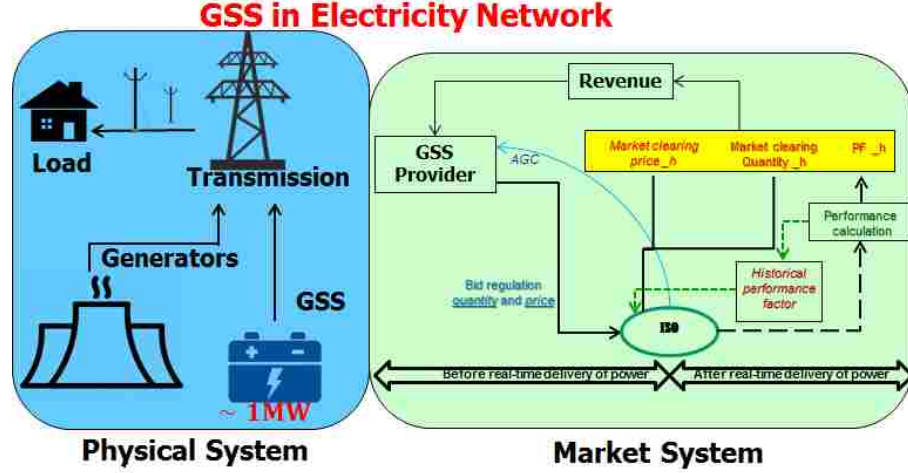 GSS in Electricity Network
Load
Transmission
Generators
GSS
~ 1MW
Physical System
Revenue
GSS
Provider
AGC
Market clearing
price_h
Market clearing
Quantity_h
PF_h
Performance
calculation
Historical
performance
factor
Bid regulation
quantity and price
ISO
Before real-time delivery of power
After real-time delivery of power
Market System